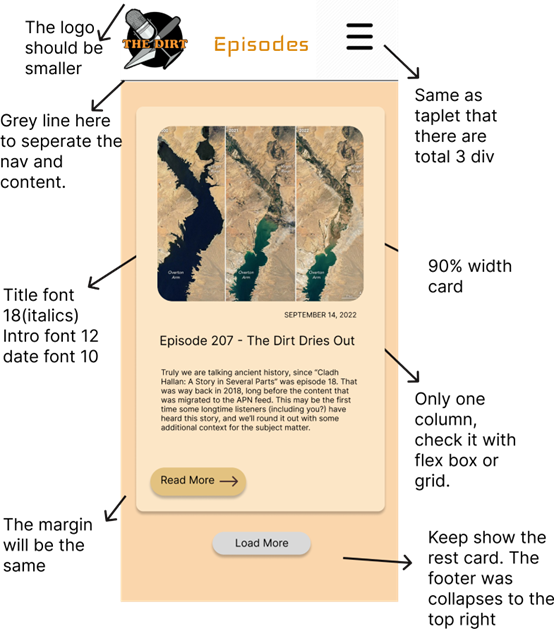 The logo
should be
smaller
THE DIRT
Episodes
Grey line here
to seperate the
nav and
content.
Same as
taplet that
there are
total 3 div
Overton
Arm
Overton
Arm
Overton
Arm
90% width
card
Title font
18(italics)
Intro font 12
date font 10
SEPTEMBER 14, 2022
Episode 207 - The Dirt Dries Out
Truly we are talking ancient history, since “Cladh
Hallan: A Story in Several Parts” was episode 18. That
was way back in 2018, long before the content that
was migrated to the APN feed. This may be the first
time some longtime listeners (including you?) have
heard this story, and we’ll round it out with some
additional context for the subject matter.
Only one
column,
check it with
flex box or
grid.
Read More
The margin
will be the
same
Load More
Keep show the
rest card. The
footer was
collapses to the
top right